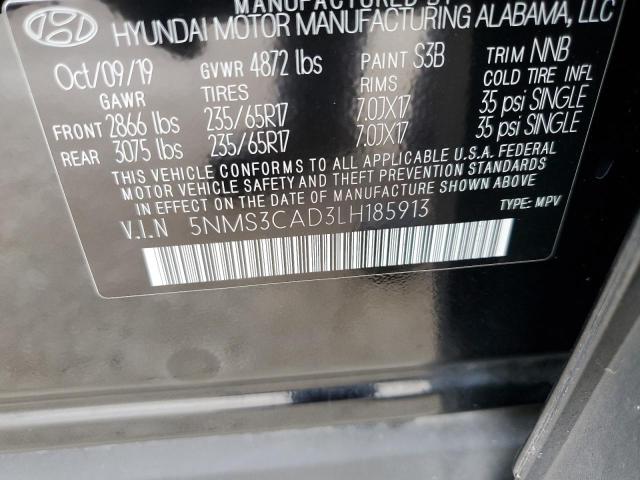 MANUFACTURED BY
HYUNDAI MOTOR MANUFACTURING ALABAMA, LLC
Oct/09/19 GVWR 4872 lbs PAINT S3B TRIM NNB
GAWR TIRES RIMS COLD TIRE INFL
FRONT 2866 lbs 235/65R17 7.0JX17 35 psi SINGLE
REAR 3075 lbs 235/65R17 7.0JX17 35 psi SINGLE
THIS VEHICLE CONFORMS TO ALL APPLICABLE U.S.A. FEDERAL
MOTOR VEHICLE SAFETY AND THEFT PREVENTION STANDARDS
IN EFFECT ON THE DATE OF MANUFACTURE SHOWN ABOVE.
V.I.N 5NMS3CAD3LH185913 TYPE: MPV